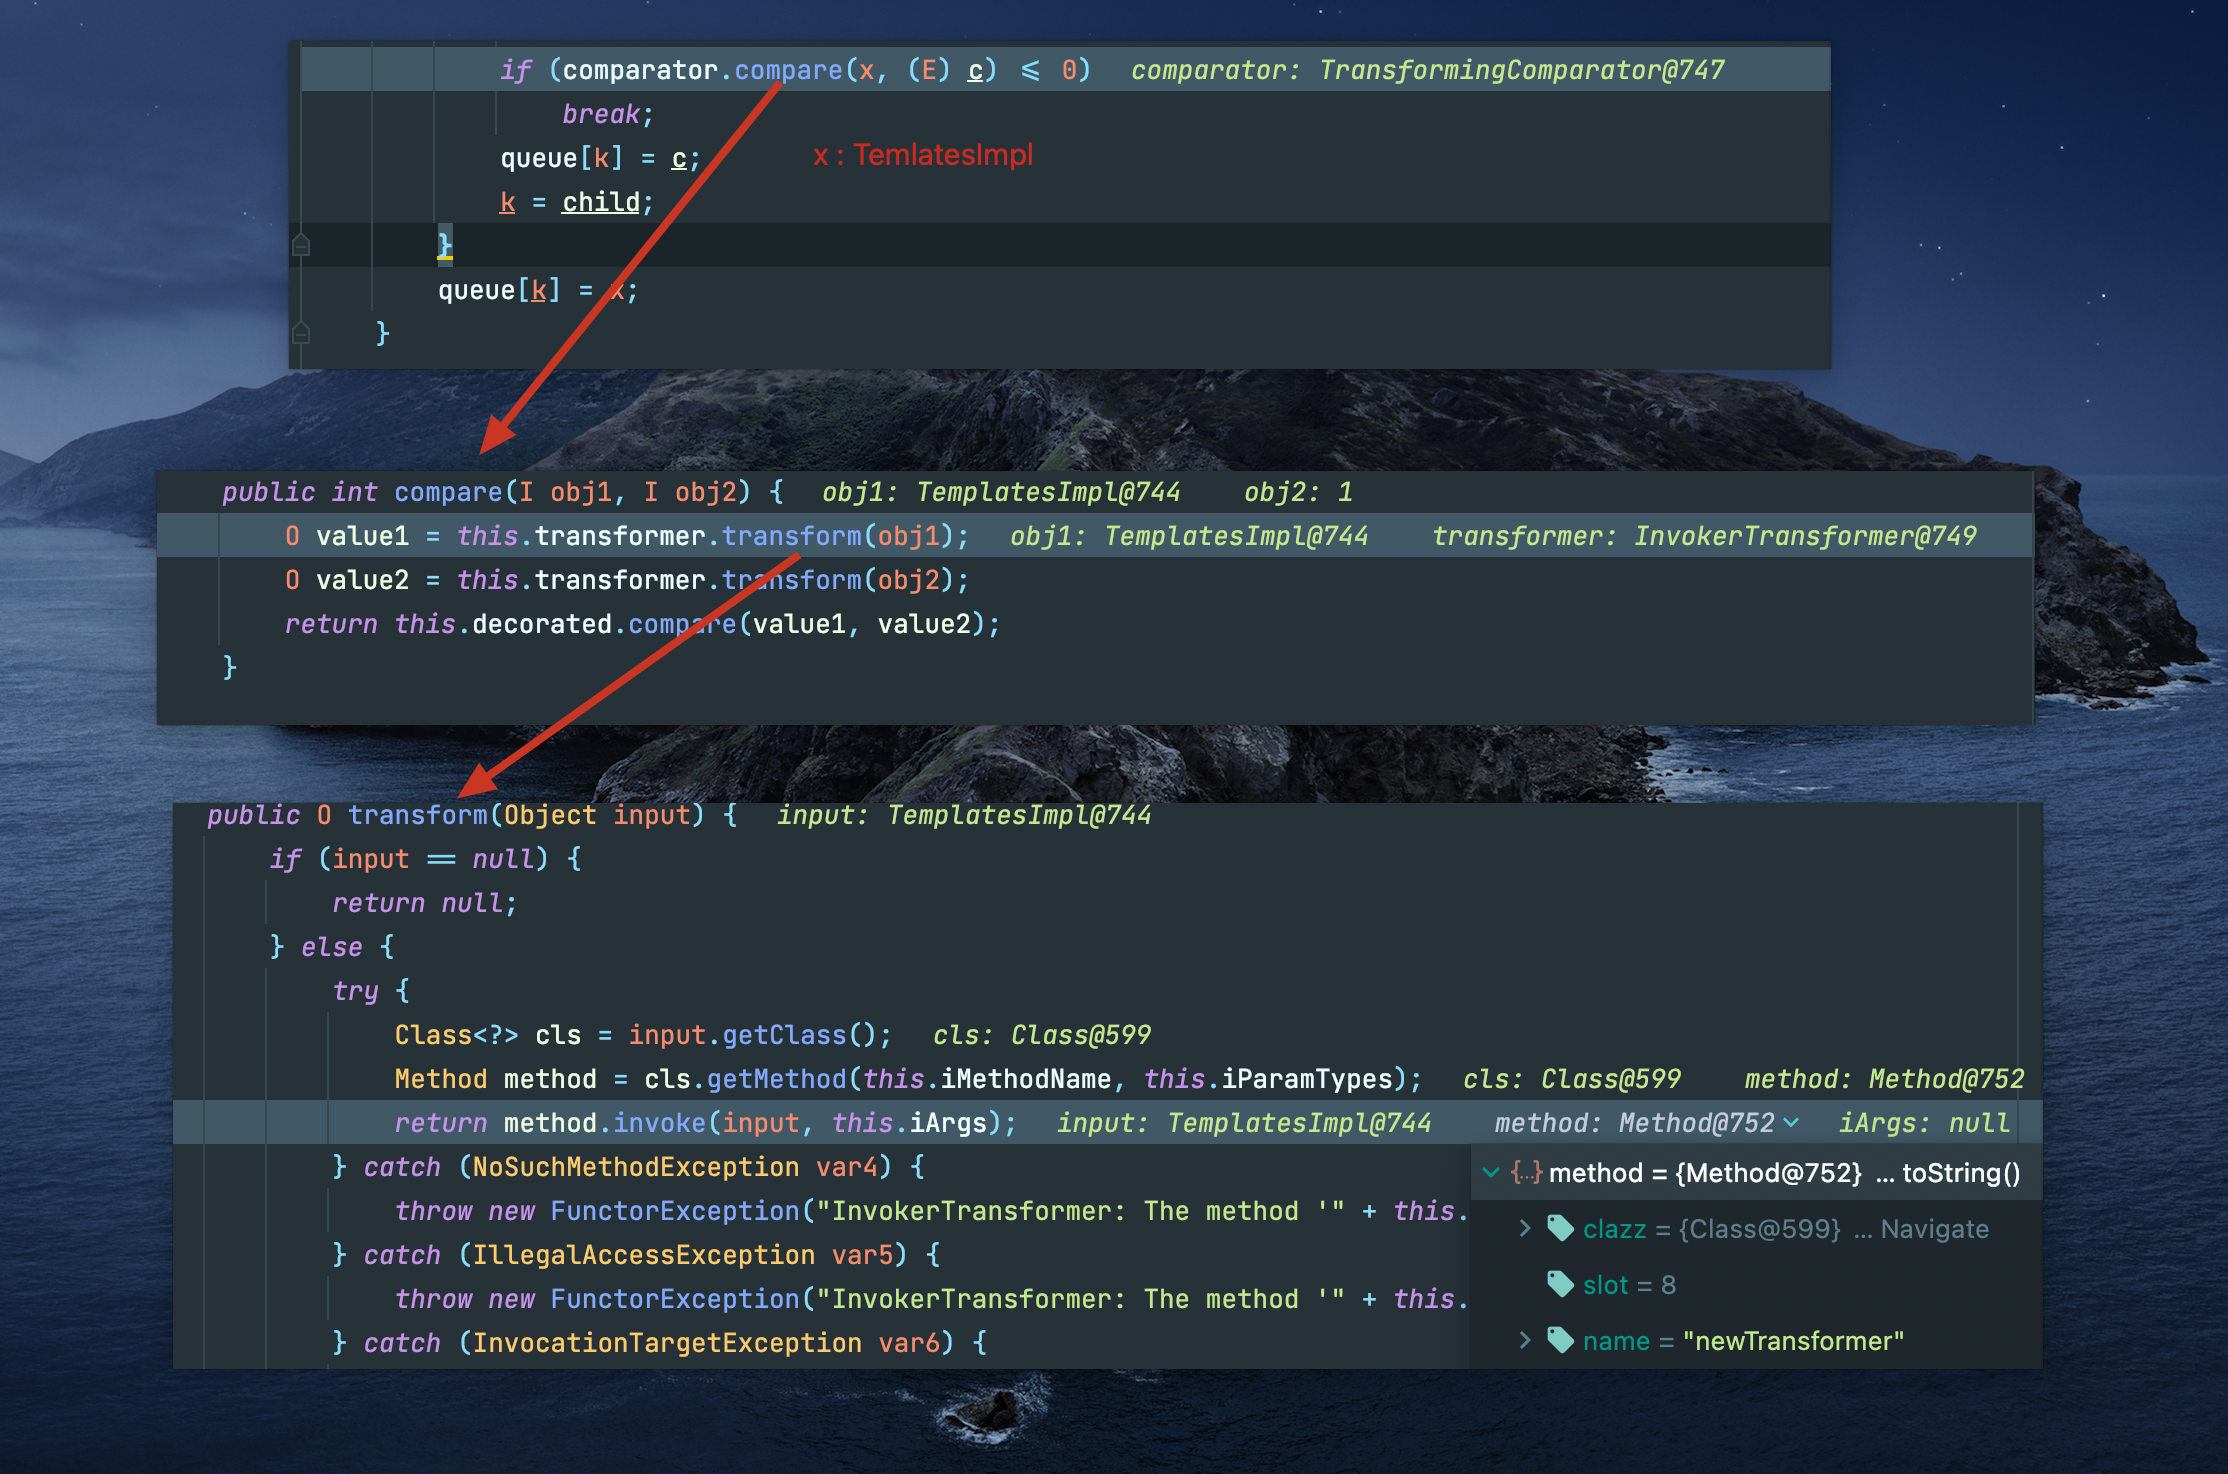 if (comparator.compare(x, (E) c) <= 0)   comparator: TransformingComparator@747
break;
queue[k] = c;   x : TemlatesImpl
k = child;
}
queue[k] = x;
}
public int compare(I obj1, I obj2) {   obj1: TemplatesImpl@744   obj2: 1
O value1 = this.transformer.transform(obj1);   obj1: TemplatesImpl@744   transformer: InvokerTransformer@749
O value2 = this.transformer.transform(obj2);
return this.decorated.compare(value1, value2);
}
public O transform(Object input) {   input: TemplatesImpl@744
if (input == null) {
return null;
} else {
try {
Class<?> cls = input.getClass();   cls: Class@599
Method method = cls.getMethod(this.iMethodName, this.iParamTypes);   cls: Class@599   method: Method@752
return method.invoke(input, this.iArgs);   input: TemplatesImpl@744   method: Method@752   iArgs: null
} catch (NoSuchMethodException var4) {   {...} method = {Method@752} ... toString()
throw new FunctorException("InvokerTransformer: The method '" + this.   clazz = {Class@599} ... Navigate
} catch (IllegalAccessException var5) {   slot = 8
throw new FunctorException("InvokerTransformer: The method '" + this.
} catch (InvocationTargetException var6) {   name = "newTransformer"